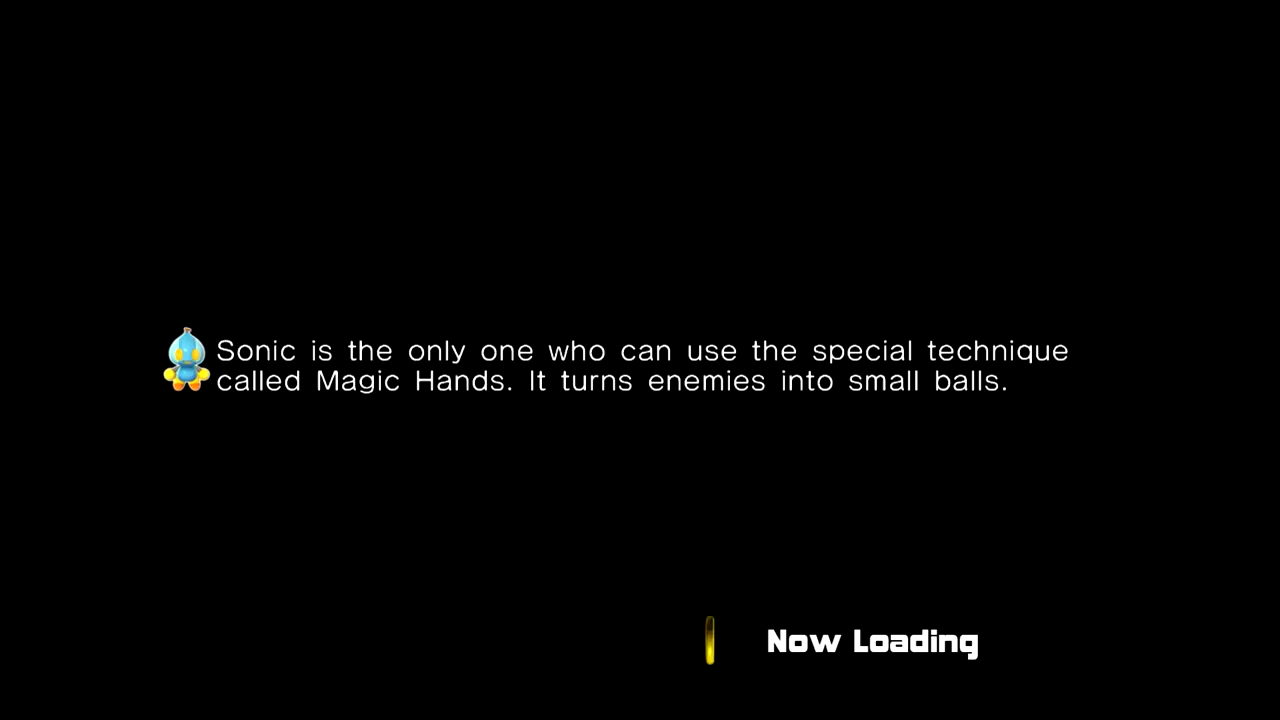 Sonic is the only one who can use the special technique
called Magic Hands. It turns enemies into small balls.
Now Loading